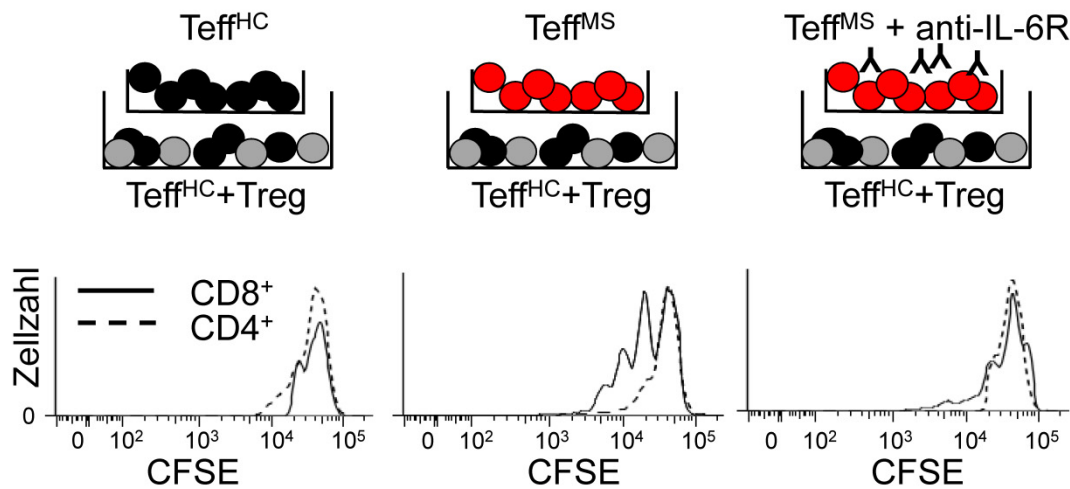 Teff^HC Teff^MS Teff^MS + anti-IL-6R
Teff^HC+Treg Teff^HC+Treg Teff^HC+Treg
Zellzahl
CD8⁺
CD4⁺
0
0 10² 10³ 10⁴ 10⁵ 0 10² 10³ 10⁴ 10⁵ 0 10² 10³ 10⁴ 10⁵
CFSE CFSE CFSE